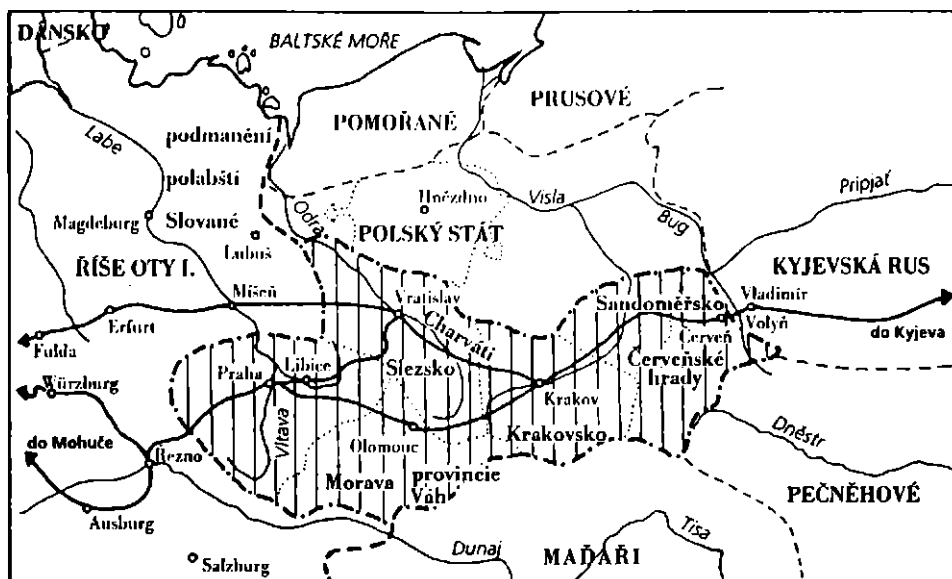 DÁNSKO
BALTSKÉ MOŘE
PRUSOVÉ
POMOŘANÉ
podmanění
polabští
Slované
Labe
Magdeburg
Lubuš
Odra
Hnězdno
Visla
Bug
Pripjať
POLSKÝ STÁT
ŘÍŠE OTY I.
KYJEVSKÁ RUS
Míšeň
Erfurt
Fulda
Vratislav
Charváti
Sandoměřsko
Červeň
Vladimír
Volyň
do Kyjeva
Würzburg
Praha
Libice
Slezsko
Krakov
Červeňské
hrady
do Mohuče
Řezno
Vltava
Olomouc
Krakovsko
Dněstr
Morava
provincie
Váh
PEČNĚHOVÉ
Ausburg
Salzburg
Dunaj
MAĎAŘI
Tisa